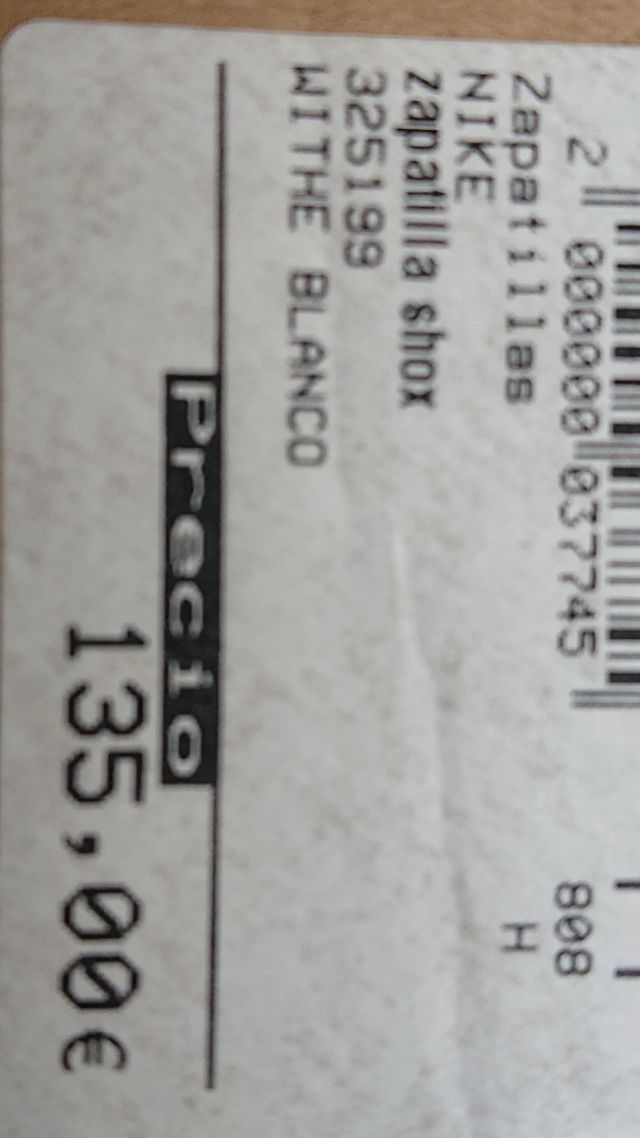 2 000000 037745
808
Zapatillas
H
NIKE
zapatilla shox
325199
WITHE BLANCO
Precio
135,00€